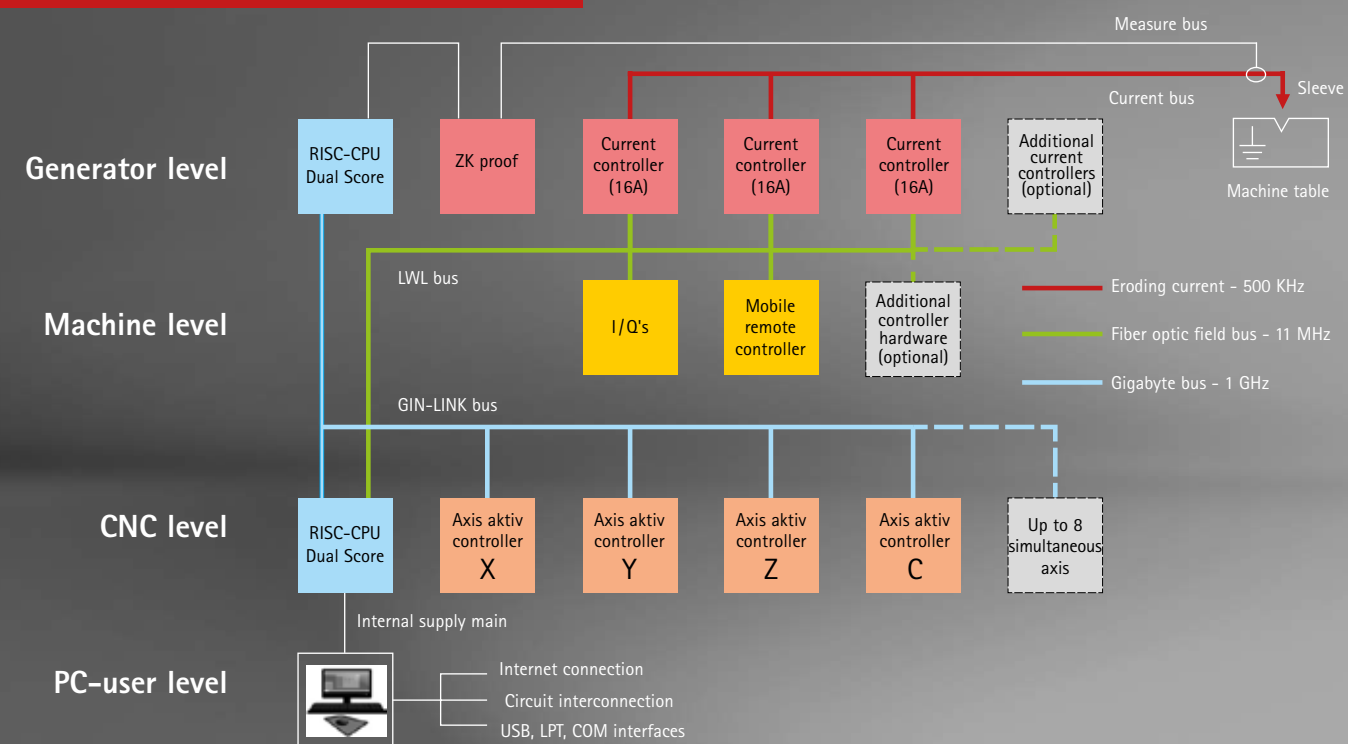 Measure bus
Current bus
Sleeve
Generator level
RISC-CPU
Dual Score
ZK proof
Current
controller
(16A)
Current
controller
(16A)
Current
controller
(16A)
Additional
current
controllers
(optional)
Machine table
LWL bus
Machine level
I/Q's
Mobile
remote
controller
Additional
controller
hardware
(optional)
Eroding current - 500 KHz
Fiber optic field bus - 11 MHz
Gigabyte bus - 1 GHz
GIN-LINK bus
CNC level
RISC-CPU
Dual Score
Axis aktiv
controller
X
Axis aktiv
controller
Y
Axis aktiv
controller
Z
Axis aktiv
controller
C
Up to 8
simultaneous
axis
Internal supply main
PC-user level
Internet connection
Circuit interconnection
USB, LPT, COM interfaces